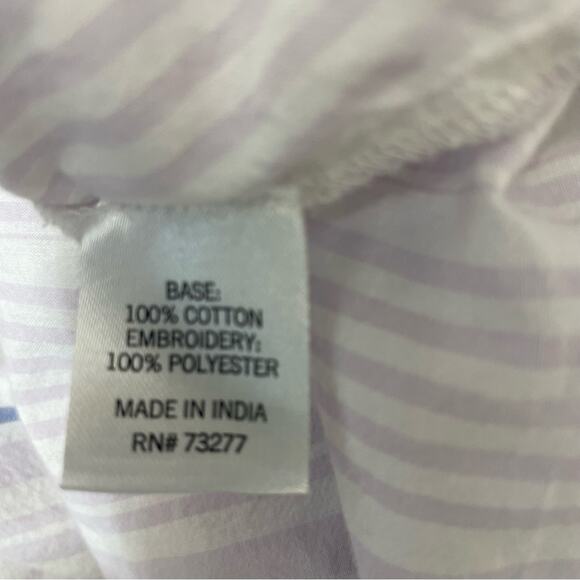 BASE:
100% COTTON
EMBROIDERY:
100% POLYESTER
MADE IN INDIA
RN# 73277